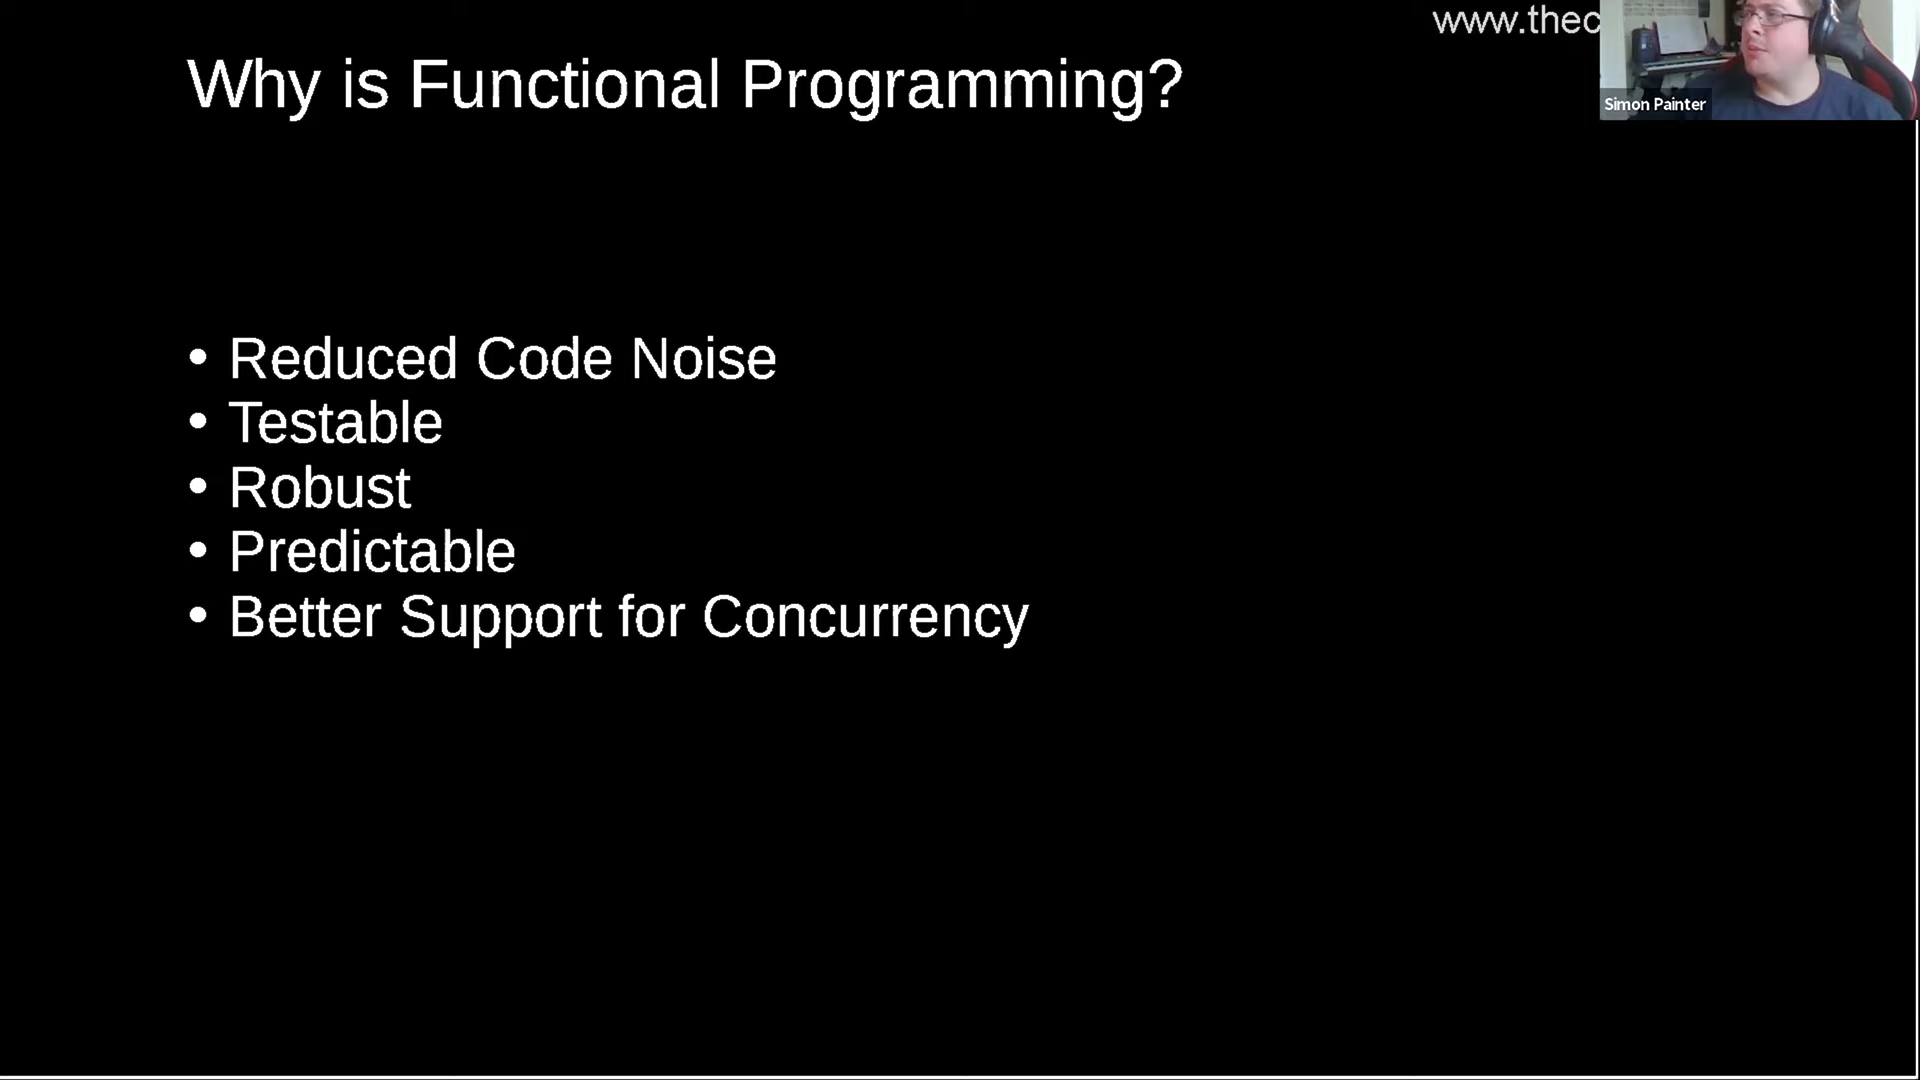 www.thec
Why is Functional Programming?
Simon Painter
• Reduced Code Noise
• Testable
• Robust
• Predictable
• Better Support for Concurrency